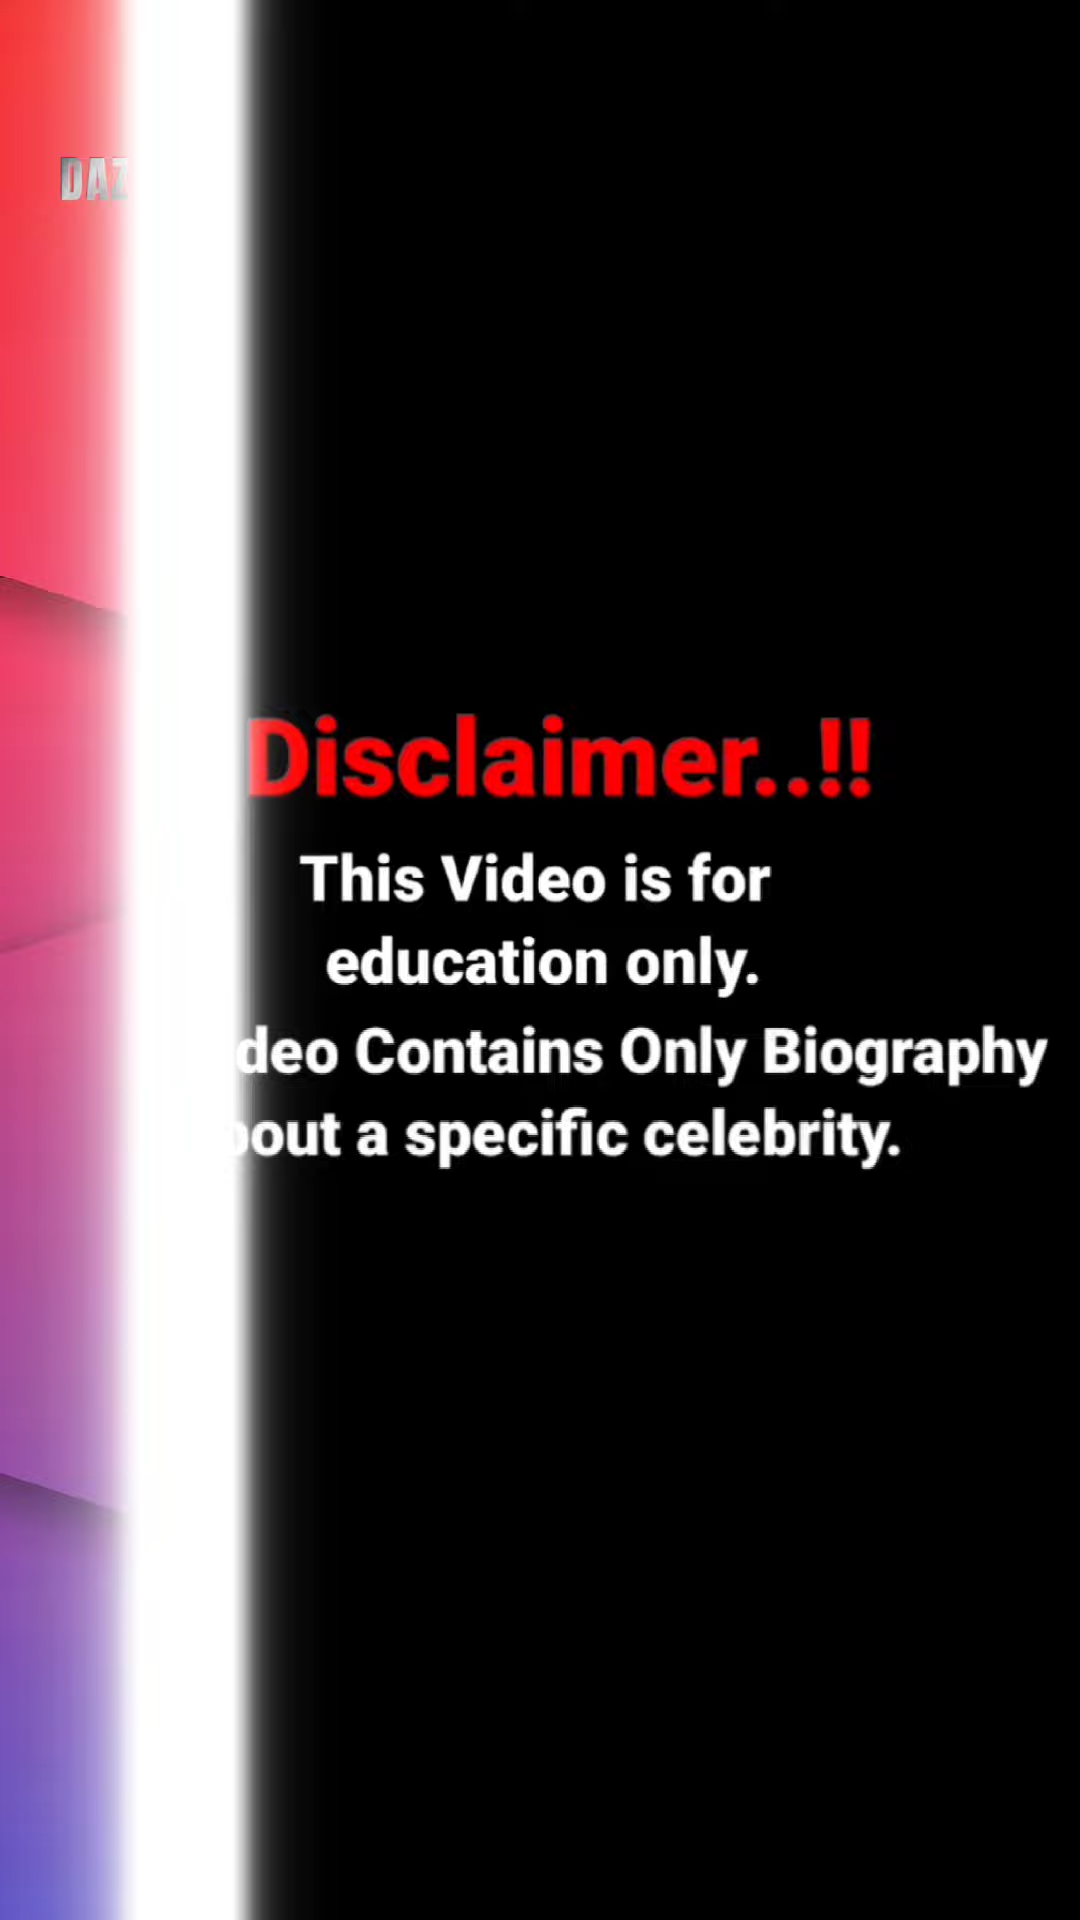 DAZ
Disclaimer..!!
This Video is for
education only.
deo Contains Only Biography
out a specific celebrity.